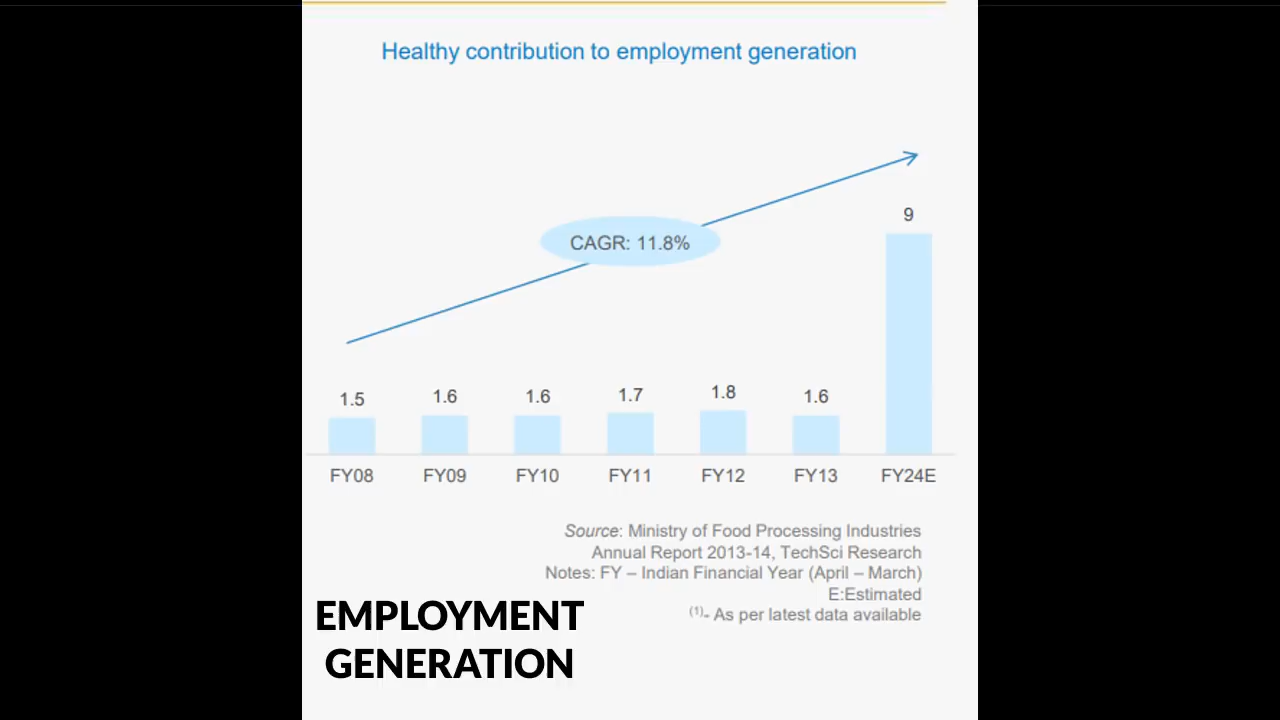 Healthy contribution to employment generation
CAGR: 11.8%
9
1.5
1.6
1.6
1.7
1.8
1.6
FY08
FY09
FY10
FY11
FY12
FY13
FY24E
Source: Ministry of Food Processing Industries
Annual Report 2013-14, TechSci Research
Notes: FY – Indian Financial Year (April – March)
E:Estimated
(1)- As per latest data available
EMPLOYMENT
GENERATION